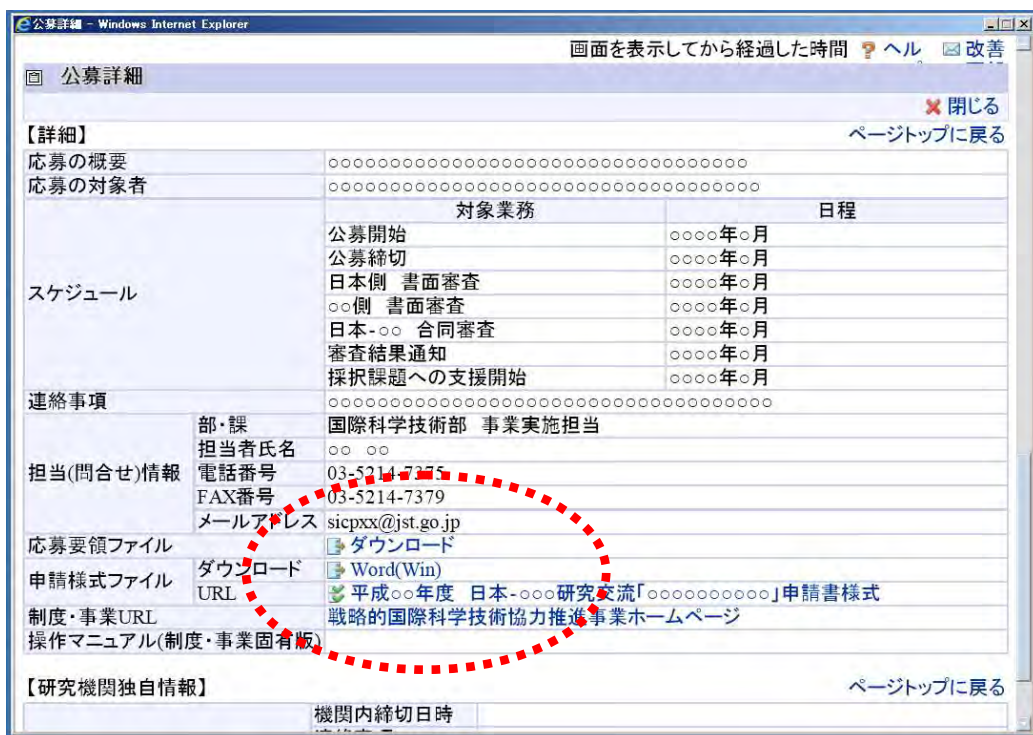 公募詳細 - Windows Internet Explorer
画面を表示してから経過した時間 ヘル 改善
公募詳細
閉じる
【詳細】 ページトップに戻る
応募の概要 ○○○○○○○○○○○○○○○○○○○○○○○○○○○○○○○○○○
応募の対象者 ○○○○○○○○○○○○○○○○○○○○○○○○○○○○○○○○○○○
対象業務 日程
公募開始 ○○○○年○月
公募締切 ○○○○年○月
日本側 書面審査 ○○○○年○月
スケジュール
○○側 書面審査 ○○○○年○月
日本-○○ 合同審査 ○○○○年○月
審査結果通知 ○○○○年○月
採択課題への支援開始 ○○○○年○月
連絡事項 ○○○○○○○○○○○○○○○○○○○○○○○○○○○○○○○○○○○○
部・課 国際科学技術部 事業実施担当
担当者氏名 ○○ ○○
担当(問合せ)情報 電話番号 03-5214-7375
FAX番号 03-5214-7379
メールアドレス sicpxx@jst.go.jp
応募要領ファイル ダウンロード
申請様式ファイル ダウンロード Word(Win)
URL 平成○○年度 日本-○○○研究交流「○○○○○○○○○○」申請書様式
制度・事業URL 戦略的国際科学技術協力推進事業ホームページ
操作マニュアル(制度・事業固有版)
【研究機関独自情報】 ページトップに戻る
機関内締切日時